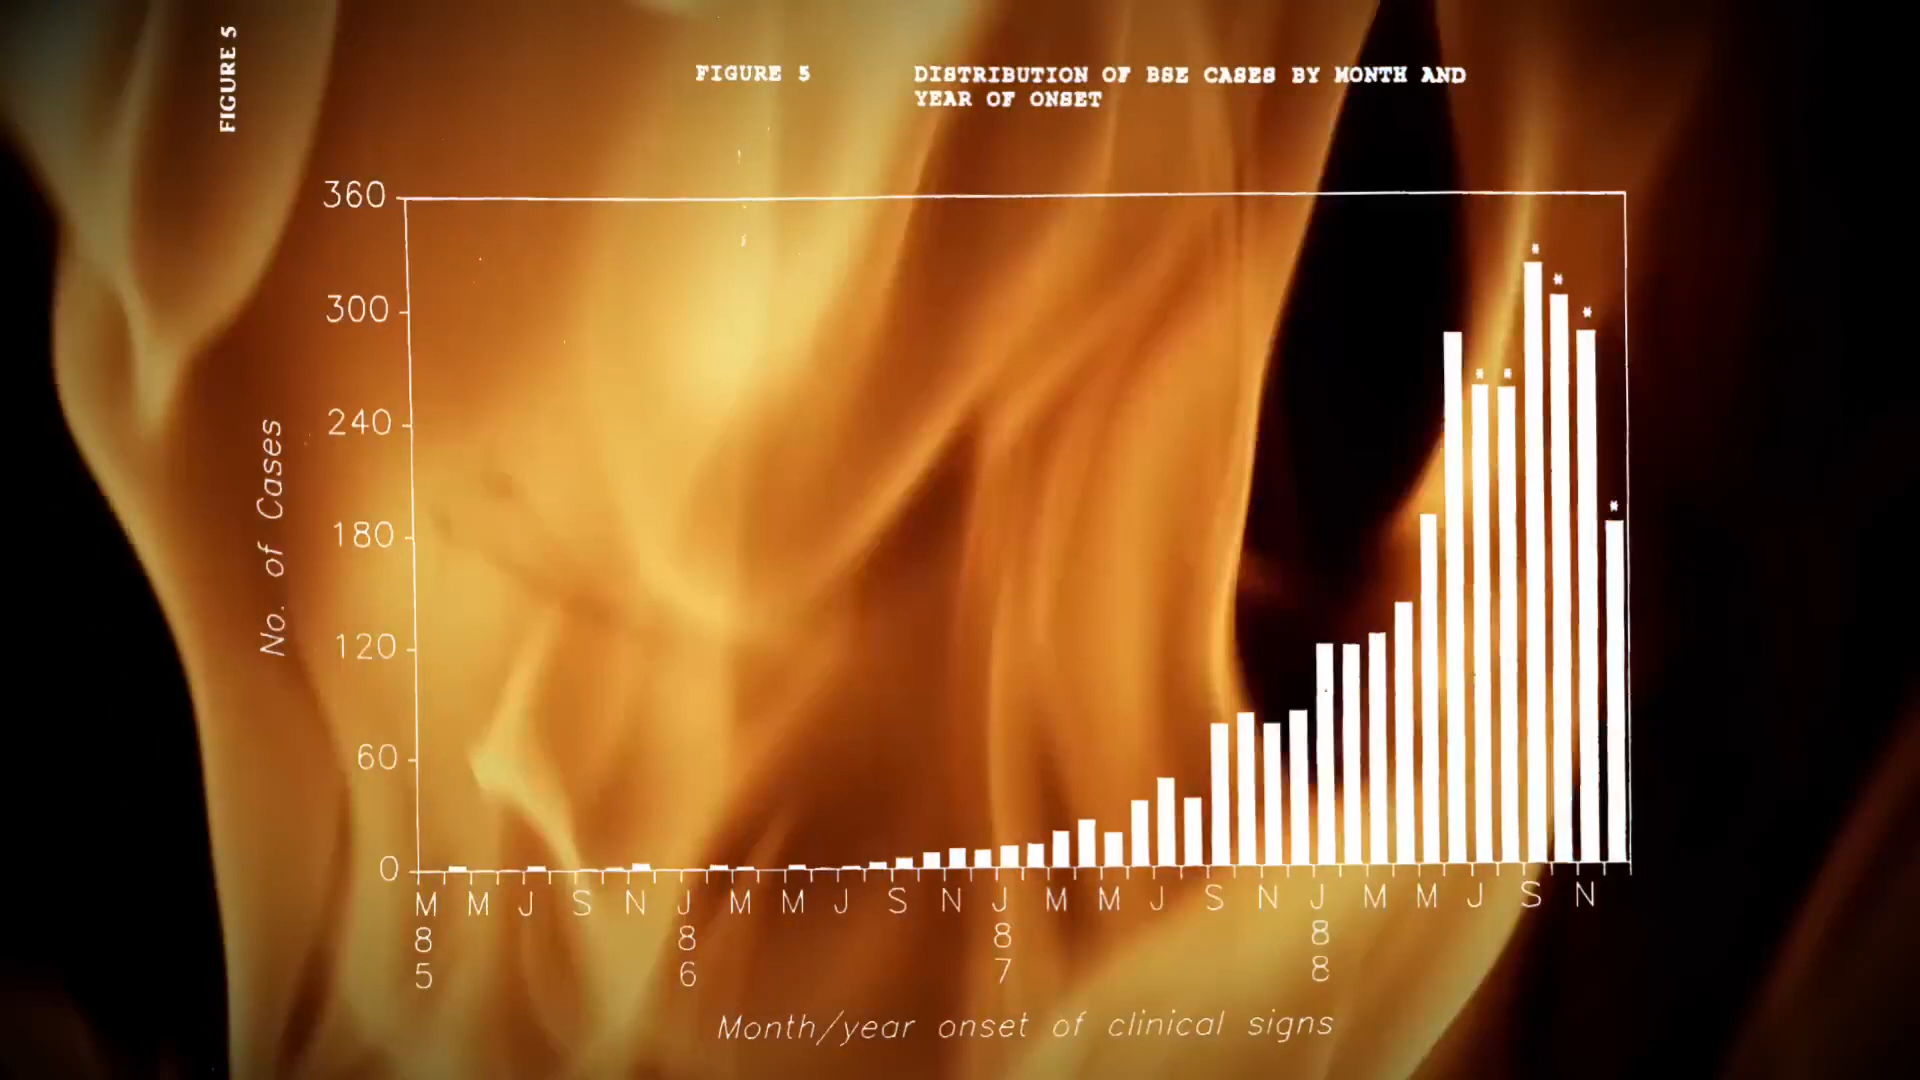 FIGURE 5
FIGURE 5
DISTRIBUTION OF BSE CASES BY MONTH AND
YEAR OF ONSET
360
300
240
180
120
60
0
No. of Cases
* * * * * *
M M J S N J M M J S N J M M J S N J M M J S N
8 8 8 8
5 6 7 8
Month/year onset of clinical signs